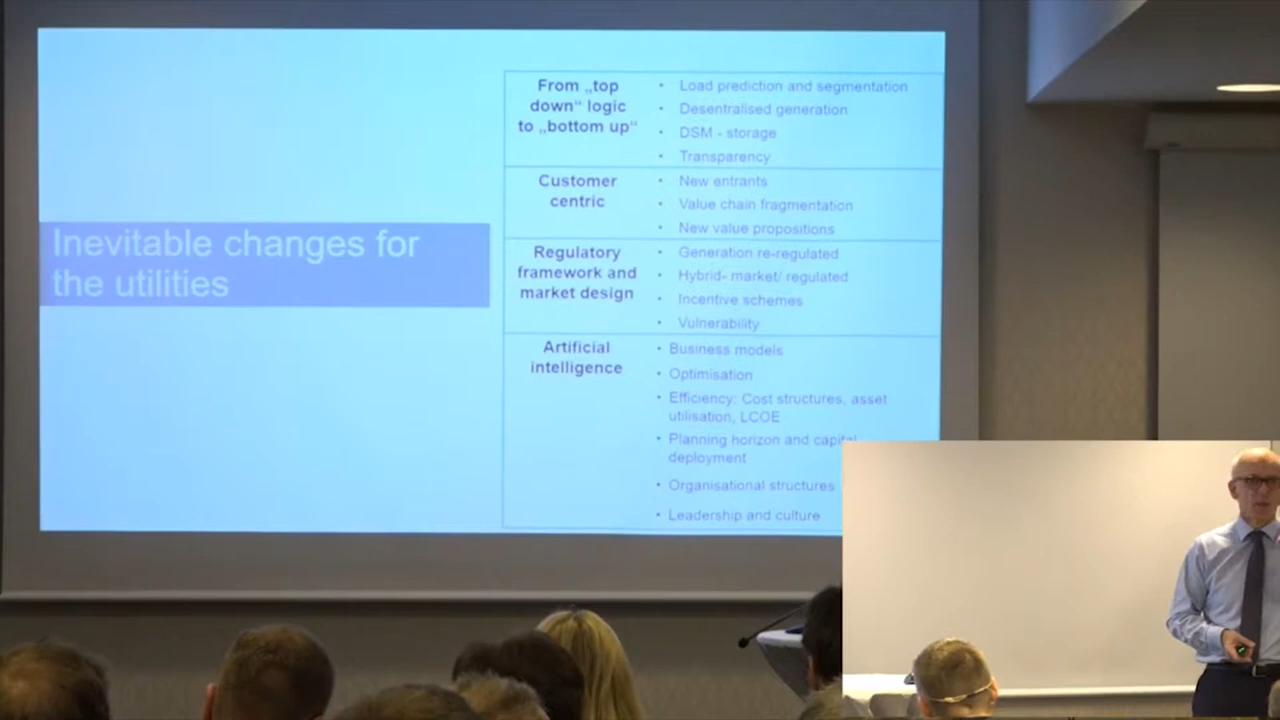 Inevitable changes for
the utilities
From „top
down“ logic
to „bottom up“
• Load prediction and segmentation
• Desentralised generation
• DSM - storage
• Transparency
Customer
centric
• New entrants
• Value chain fragmentation
• New value propositions
Regulatory
framework and
market design
• Generation re-regulated
• Hybrid- market/ regulated
• Incentive schemes
• Vulnerability
Artificial
intelligence
• Business models
• Optimisation
• Efficiency: Cost structures, asset
utilisation, LCOE
• Planning horizon and capital
deployment
• Organisational structures
• Leadership and culture